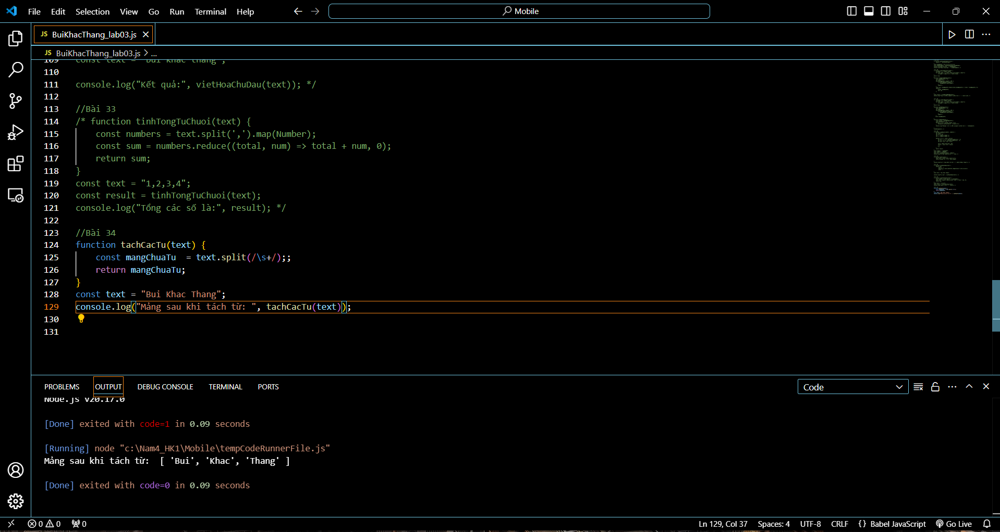 File Edit Selection View Go Run Terminal Help Mobile
JS BuiKhacThang_lab03.js
JS BuiKhacThang_lab03.js > ...
109 const text = "bui khac thang";
110
111 console.log("Kết quả:", vietHoaChuDau(text)); */
112
113 //Bài 33
114 /* function tinhTongTuChuoi(text) {
115 const numbers = text.split(',').map(Number);
116 const sum = numbers.reduce((total, num) => total + num, 0);
117 return sum;
118 }
119 const text = "1,2,3,4";
120 const result = tinhTongTuChuoi(text);
121 console.log("Tổng các số là:", result); */
122
123 //Bài 34
124 function tachCacTu(text) {
125 const mangChuaTu  = text.split(/\s+/);;
126 return mangChuaTu;
127 }
128 const text = "Bui Khac Thang";
129 console.log("Mảng sau khi tách từ: ", tachCacTu(text));
130
131
PROBLEMS OUTPUT DEBUG CONSOLE TERMINAL PORTS Code
Node.js v20.17.0
[Done] exited with code=1 in 0.09 seconds
[Running] node "c:\Nam4_HK1\Mobile\tempCodeRunnerFile.js"
Mảng sau khi tách từ:  [ 'Bui', 'Khac', 'Thang' ]
[Done] exited with code=0 in 0.09 seconds
0 0 0 Ln 129, Col 37 Spaces: 4 UTF-8 CRLF {} Babel JavaScript Go Live